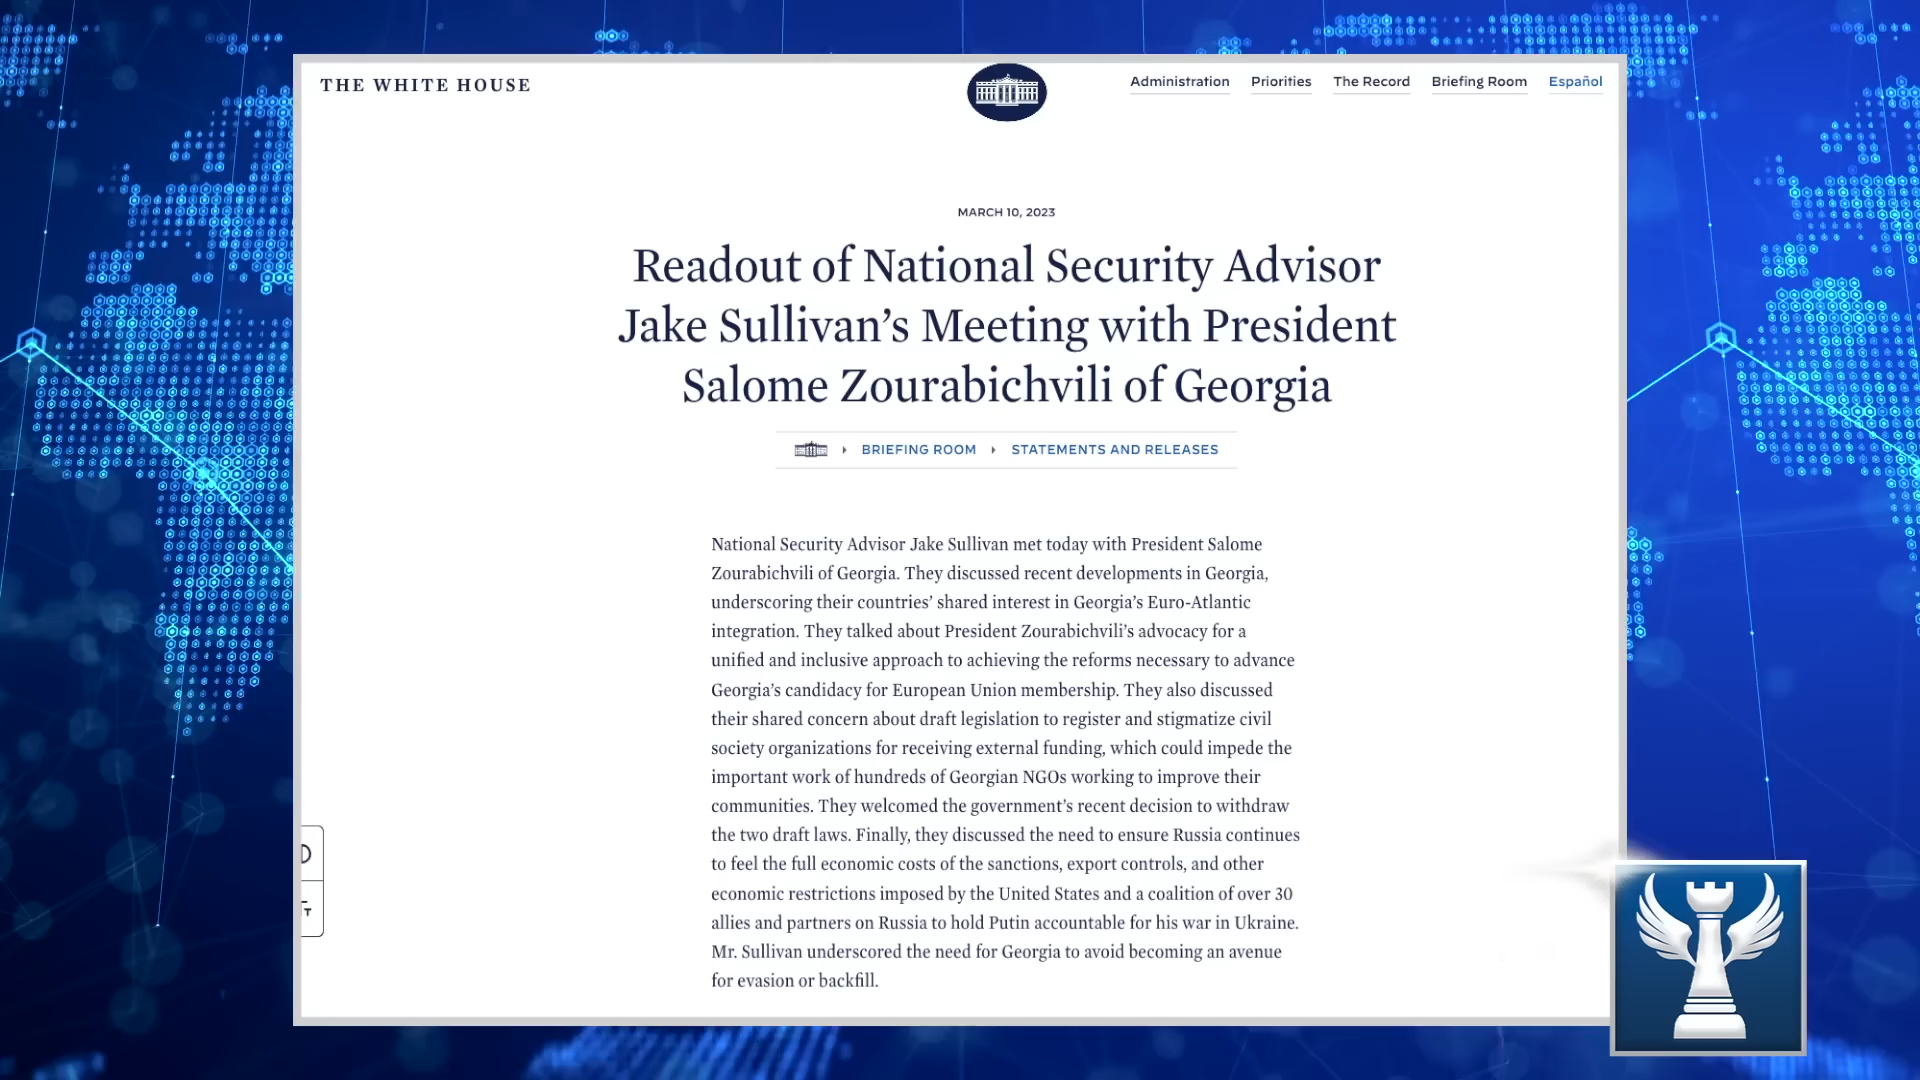 THE WHITE HOUSE
Administration Priorities The Record Briefing Room Español
MARCH 10, 2023
Readout of National Security Advisor
Jake Sullivan’s Meeting with President
Salome Zourabichvili of Georgia
BRIEFING ROOM STATEMENTS AND RELEASES
National Security Advisor Jake Sullivan met today with President Salome
Zourabichvili of Georgia. They discussed recent developments in Georgia,
underscoring their countries’ shared interest in Georgia’s Euro-Atlantic
integration. They talked about President Zourabichvili’s advocacy for a
unified and inclusive approach to achieving the reforms necessary to advance
Georgia’s candidacy for European Union membership. They also discussed
their shared concern about draft legislation to register and stigmatize civil
society organizations for receiving external funding, which could impede the
important work of hundreds of Georgian NGOs working to improve their
communities. They welcomed the government’s recent decision to withdraw
the two draft laws. Finally, they discussed the need to ensure Russia continues
to feel the full economic costs of the sanctions, export controls, and other
economic restrictions imposed by the United States and a coalition of over 30
allies and partners on Russia to hold Putin accountable for his war in Ukraine.
Mr. Sullivan underscored the need for Georgia to avoid becoming an avenue
for evasion or backfill.